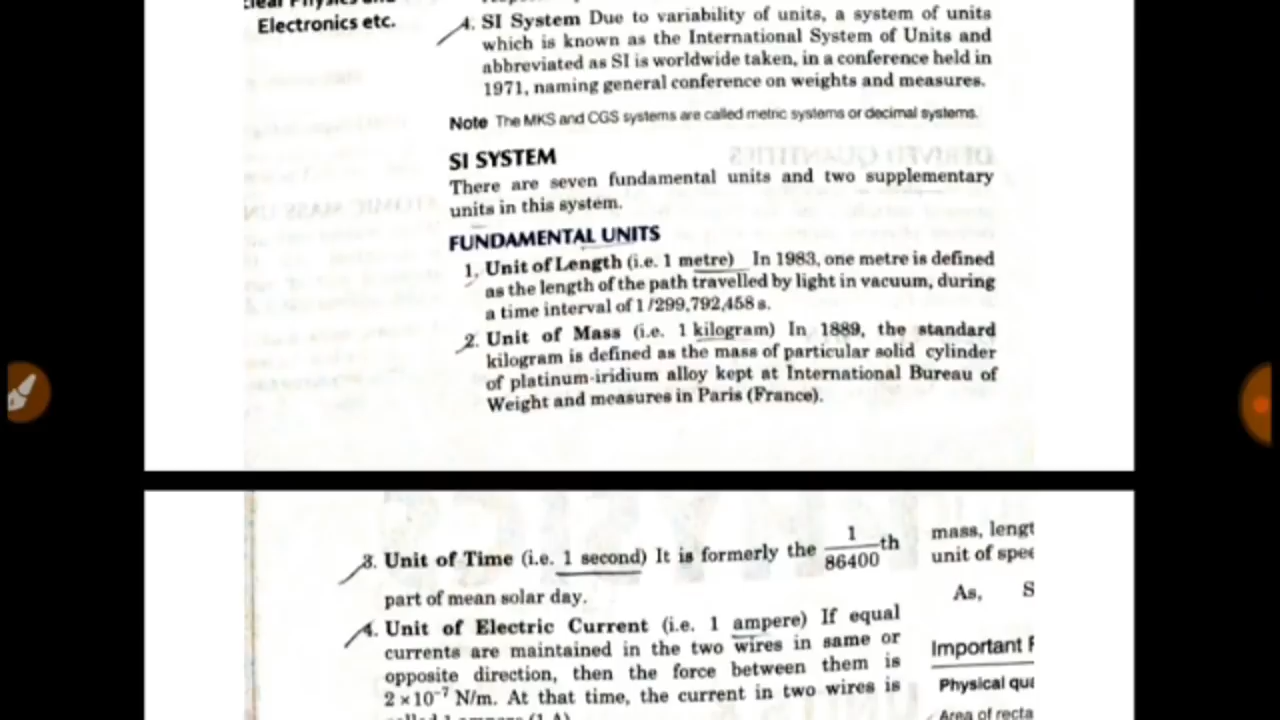 Electronics etc.
4. SI System Due to variability of units, a system of units
which is known as the International System of Units and
abbreviated as SI is worldwide taken, in a conference held in
1971, naming general conference on weights and measures.
Note The MKS and CGS systems are called metric systems or decimal systems.
SI SYSTEM
There are seven fundamental units and two supplementary
units in this system.
FUNDAMENTAL UNITS
1. Unit of Length (i.e. 1 metre) In 1983, one metre is defined
as the length of the path travelled by light in vacuum, during
a time interval of 1/299,792,458 s.
2. Unit of Mass (i.e. 1 kilogram) In 1889, the standard
kilogram is defined as the mass of particular solid cylinder
of platinum-iridium alloy kept at International Bureau of
Weight and measures in Paris (France).
3. Unit of Time (i.e. 1 second) It is formerly the 1/86400 th
part of mean solar day.
4. Unit of Electric Current (i.e. 1 ampere) If equal
currents are maintained in the two wires in same or
opposite direction, then the force between them is
2 × 10⁻⁷ N/m. At that time, the current in two wires is
mass, lengt
unit of spee
As, S
Important F
Physical qua
Area of recta